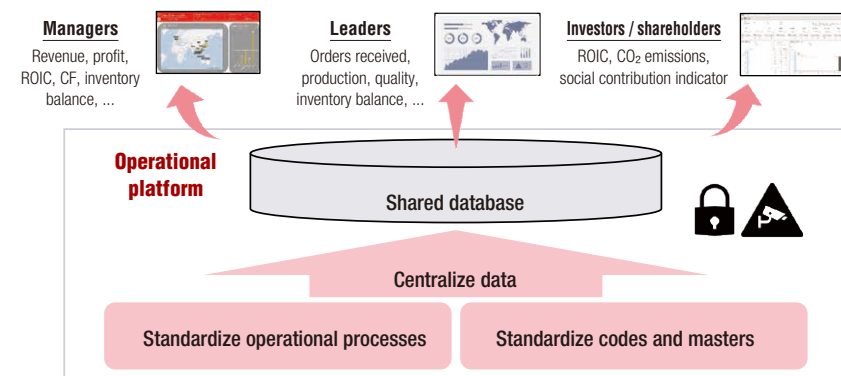 Managers
Revenue, profit,
ROIC, CF, inventory
balance, ...
Leaders
Orders received,
production, quality,
inventory balance, ...
Investors / shareholders
ROIC, CO₂ emissions,
social contribution indicator
Operational
platform
Shared database
Centralize data
Standardize operational processes
Standardize codes and masters